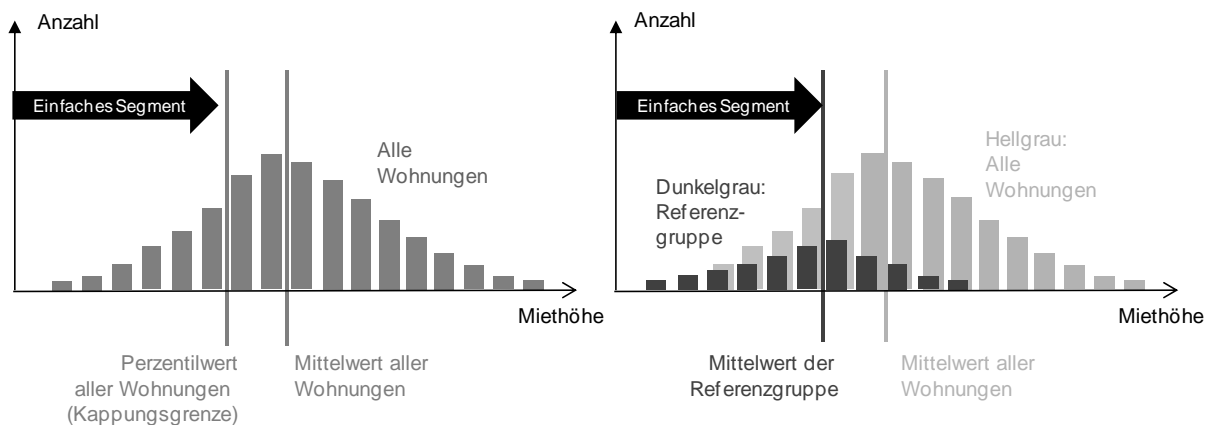 Anzahl
Einfaches Segment
Alle
Wohnungen
Miethöhe
Perzentilwert
aller Wohnungen
(Kappungsgrenze)
Mittelwert aller
Wohnungen
Anzahl
Einfaches Segment
Hellgrau:
Alle
Wohnungen
Dunkelgrau:
Referenz-
gruppe
Miethöhe
Mittelwert der
Referenzgruppe
Mittelwert aller
Wohnungen